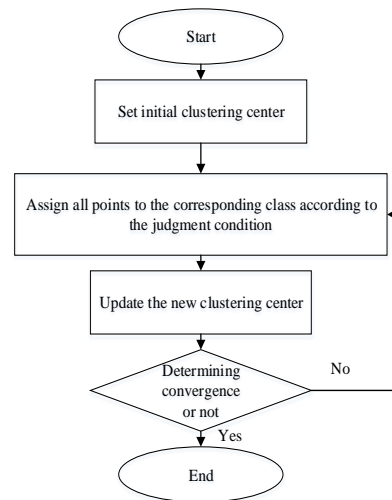 Start
Set initial clustering center
Assign all points to the corresponding class according to
the judgment condition
Update the new clustering center
Determining
convergence
or not
No
Yes
End